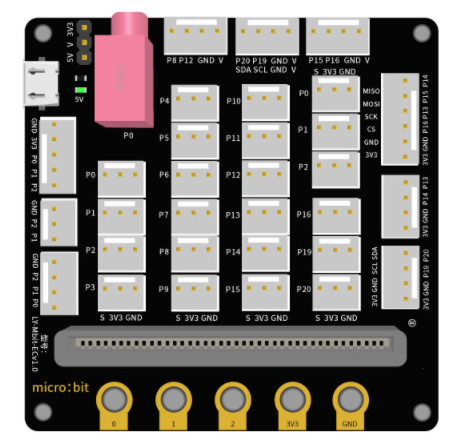 3V3
V
5V
5V
P0
P8 P12 GND V
P20 P19 GND V
SDA SCL GND V
P15 P16 GND V
S 3V3 GND
P4
P5
P6
P7
P8
P9
P10
P11
P12
P13
P14
P15
P0
P1
P2
P16
P19
P20
P0
P1
P2
P3
MISO
MOSI
SCK
CS
GND
3V3
3V3 GND P16 P13 P15 P14
3V3 GND P14 P13
3V3 GND SCL SDA
3V3 GND P19 P20
GND 3V3 P0 P1 P2
GND P2 P1
GND P2 P1 P0
S 3V3 GND
S 3V3 GND
S 3V3 GND
S 3V3 GND
型号:
LY-Mbit-ECv1.0
®
micro:bit
0
1
2
3V3
GND